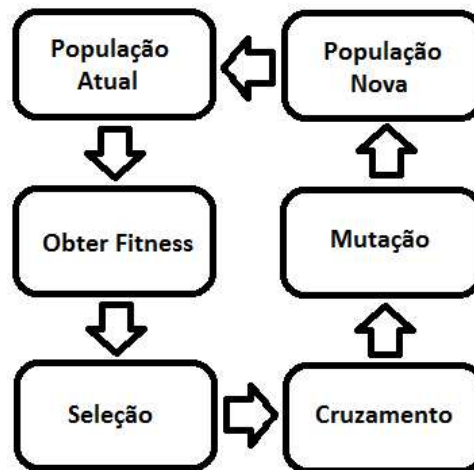 População
Atual
População
Nova
Obter Fitness
Mutação
Seleção
Cruzamento